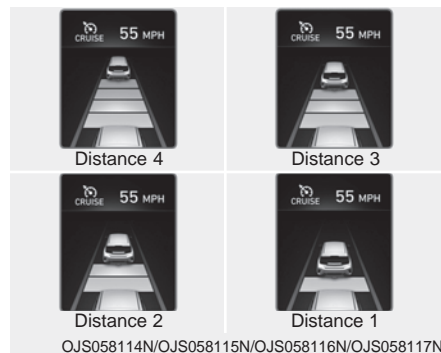 CRUISE 55 MPH
CRUISE 55 MPH
Distance 4
Distance 3
CRUISE 55 MPH
CRUISE 55 MPH
Distance 2
Distance 1
OJS058114N/OJS058115N/OJS058116N/OJS058117N